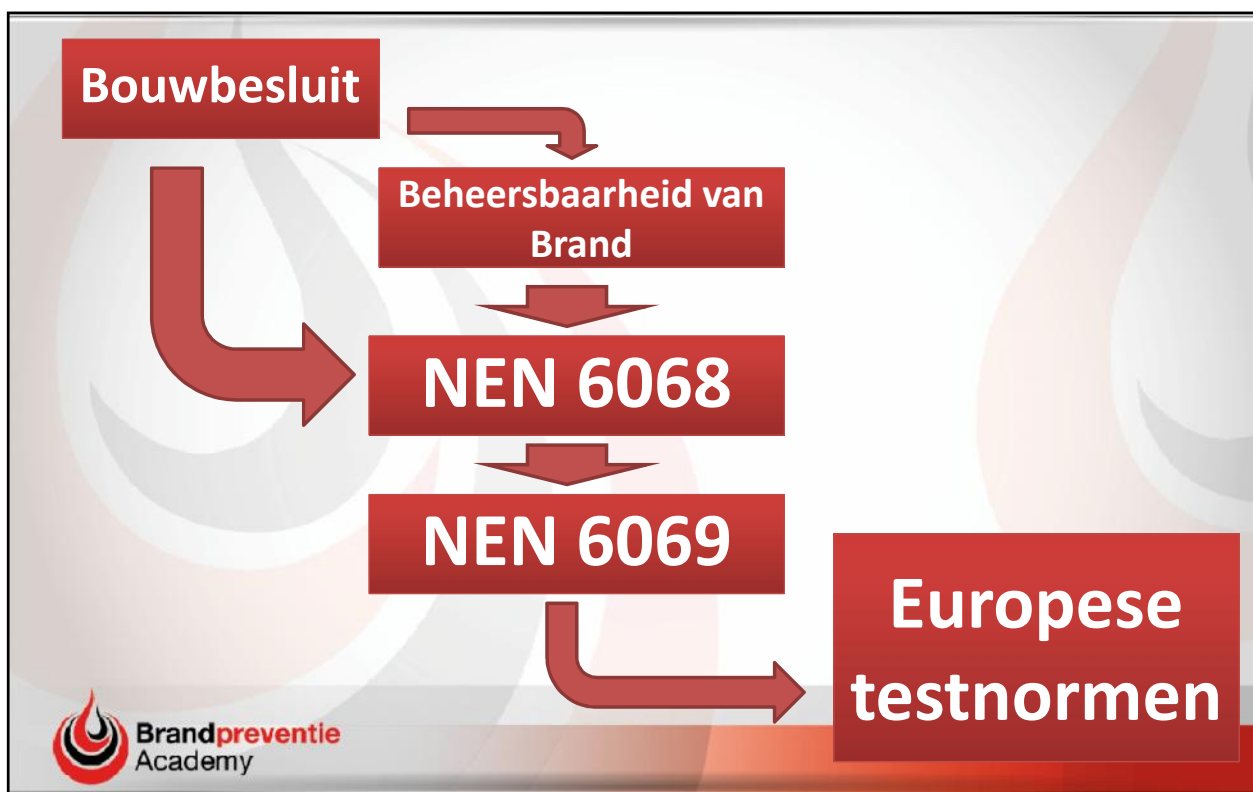 Bouwbesluit
Beheersbaarheid van
Brand
NEN 6068
NEN 6069
Europese
testnormen
Brandpreventie
Academy